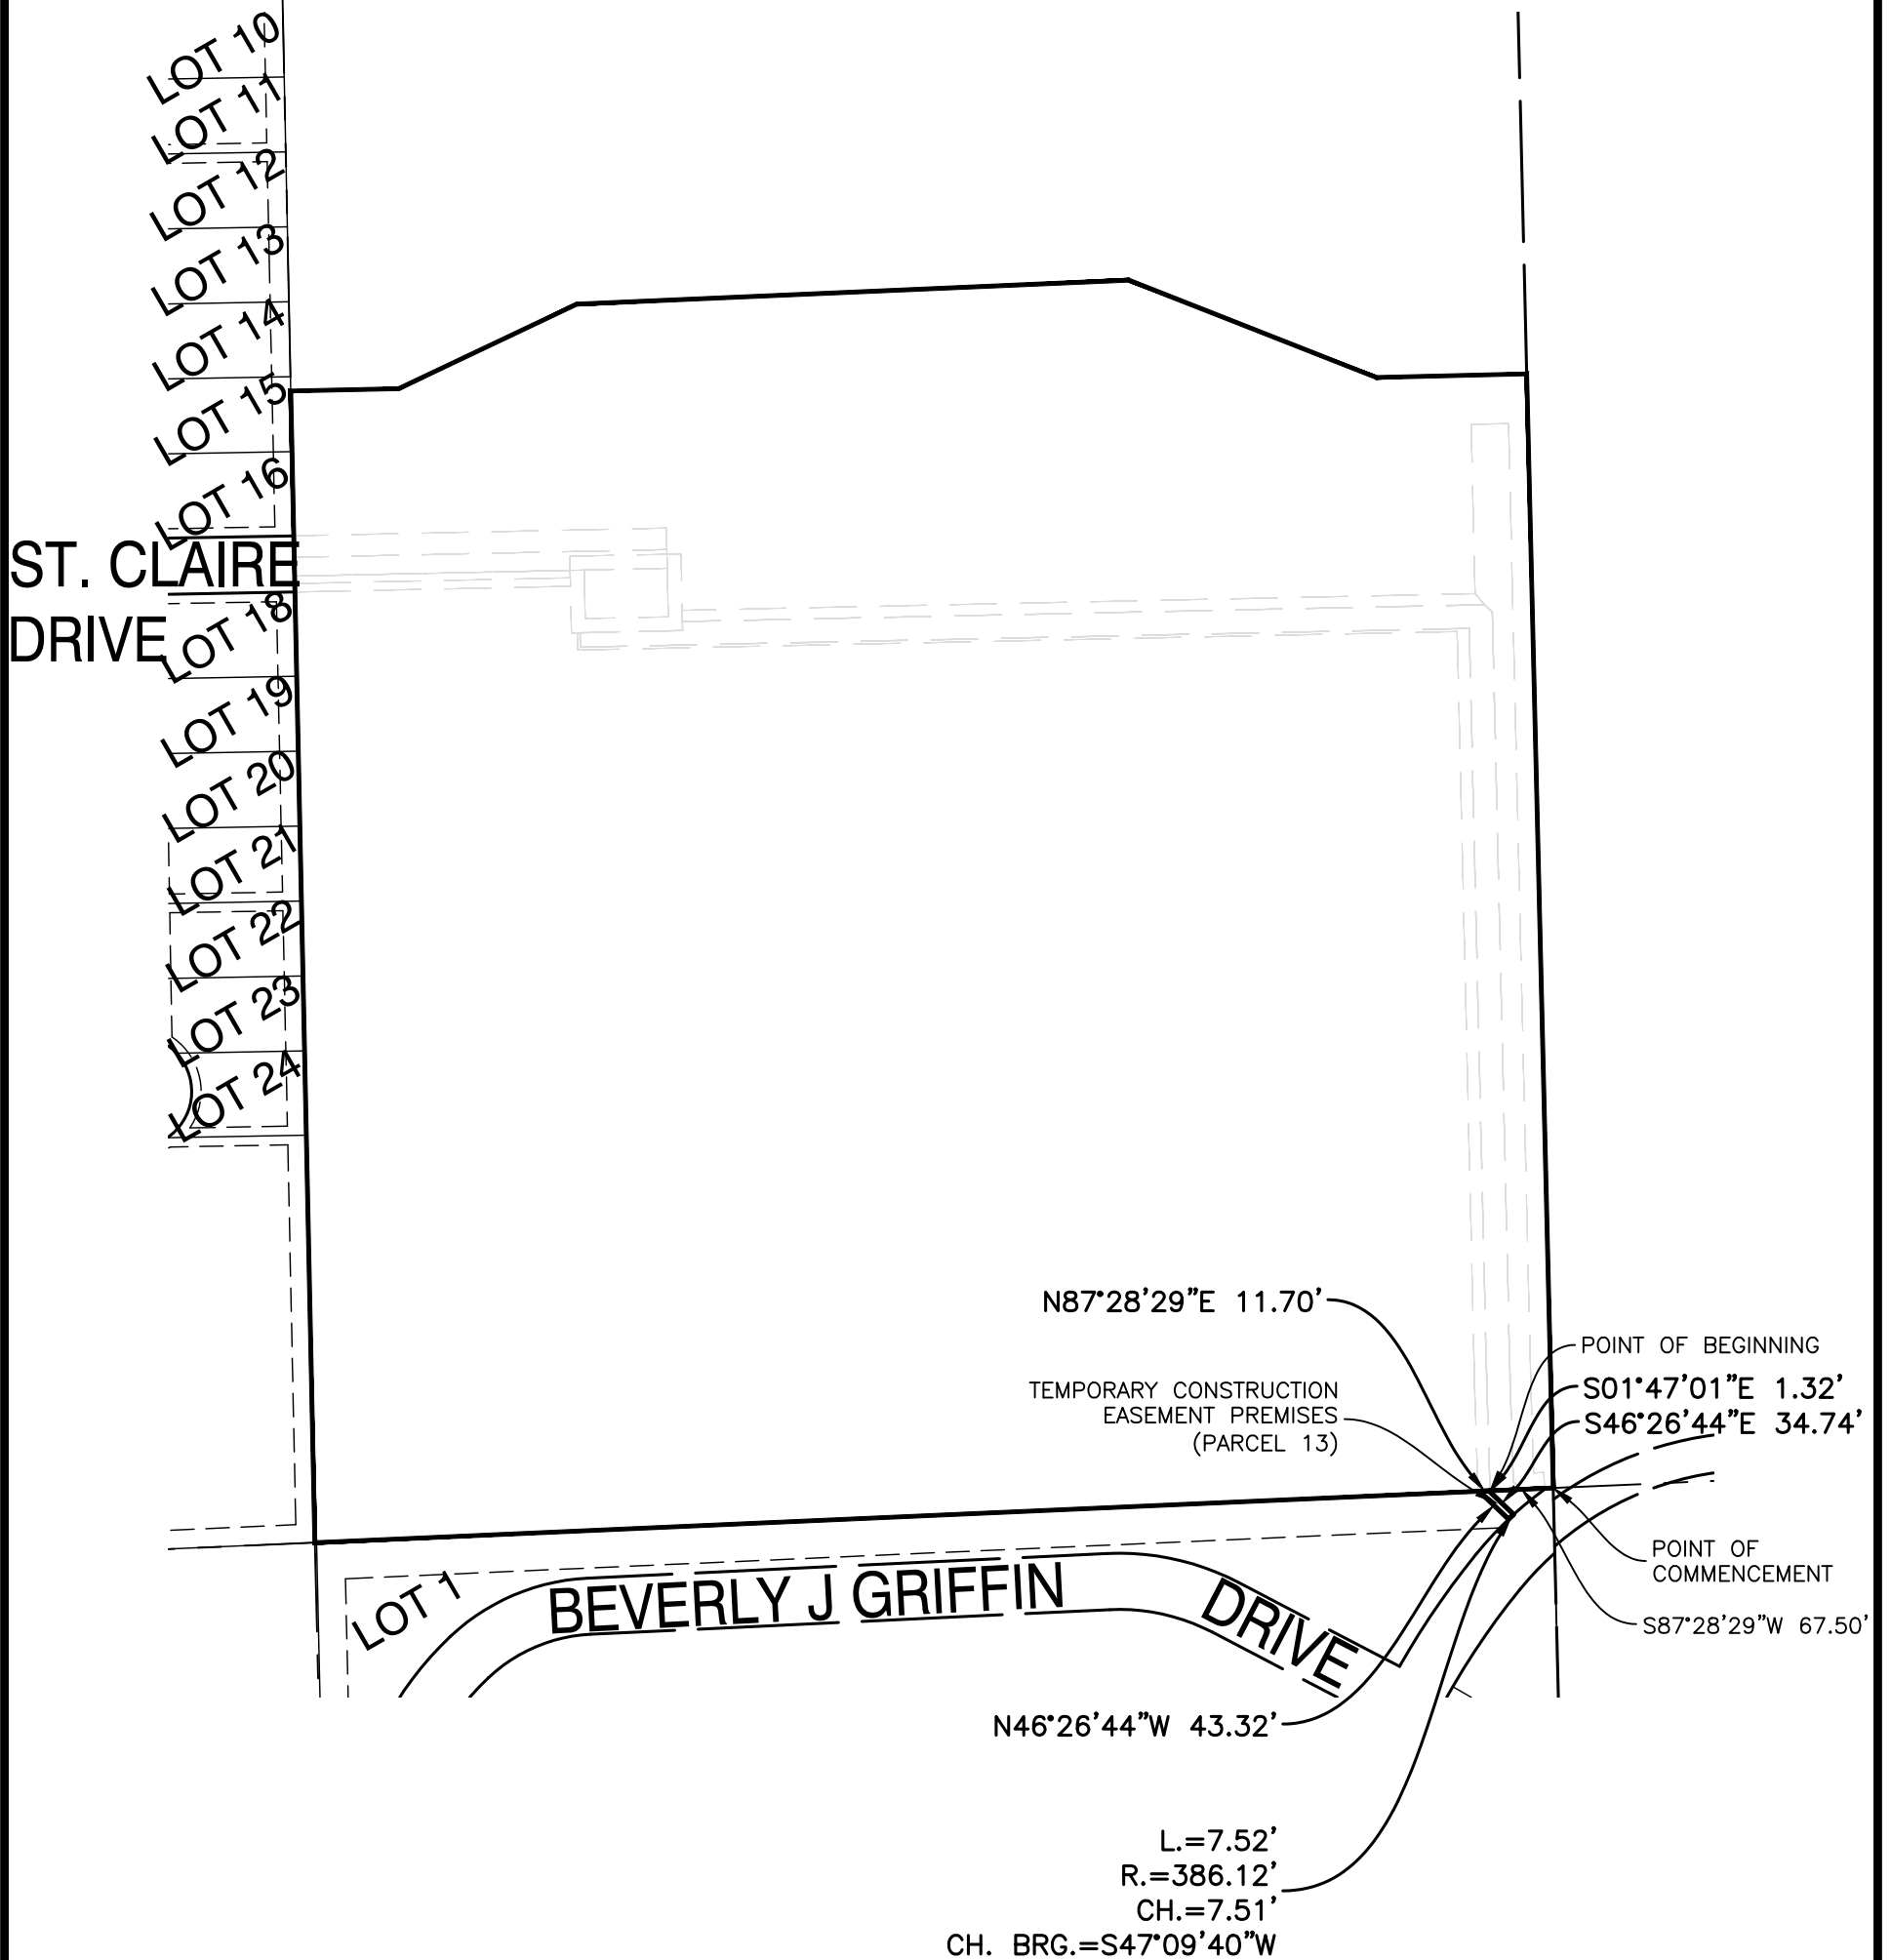 LOT 10
LOT 11
LOT 12
LOT 13
LOT 14
LOT 15
LOT 16
ST. CLAIRE
DRIVE
LOT 18
LOT 19
LOT 20
LOT 21
LOT 22
LOT 23
LOT 24
N87°28'29"E 11.70'
POINT OF BEGINNING
S01°47'01"E 1.32'
S46°26'44"E 34.74'
TEMPORARY CONSTRUCTION
EASEMENT PREMISES
(PARCEL 13)
POINT OF
COMMENCEMENT
S87°28'29"W 67.50'
LOT 1
BEVERLY J GRIFFIN DRIVE
N46°26'44"W 43.32'
L.=7.52'
R.=386.12'
CH.=7.51'
CH. BRG.=S47°09'40"W